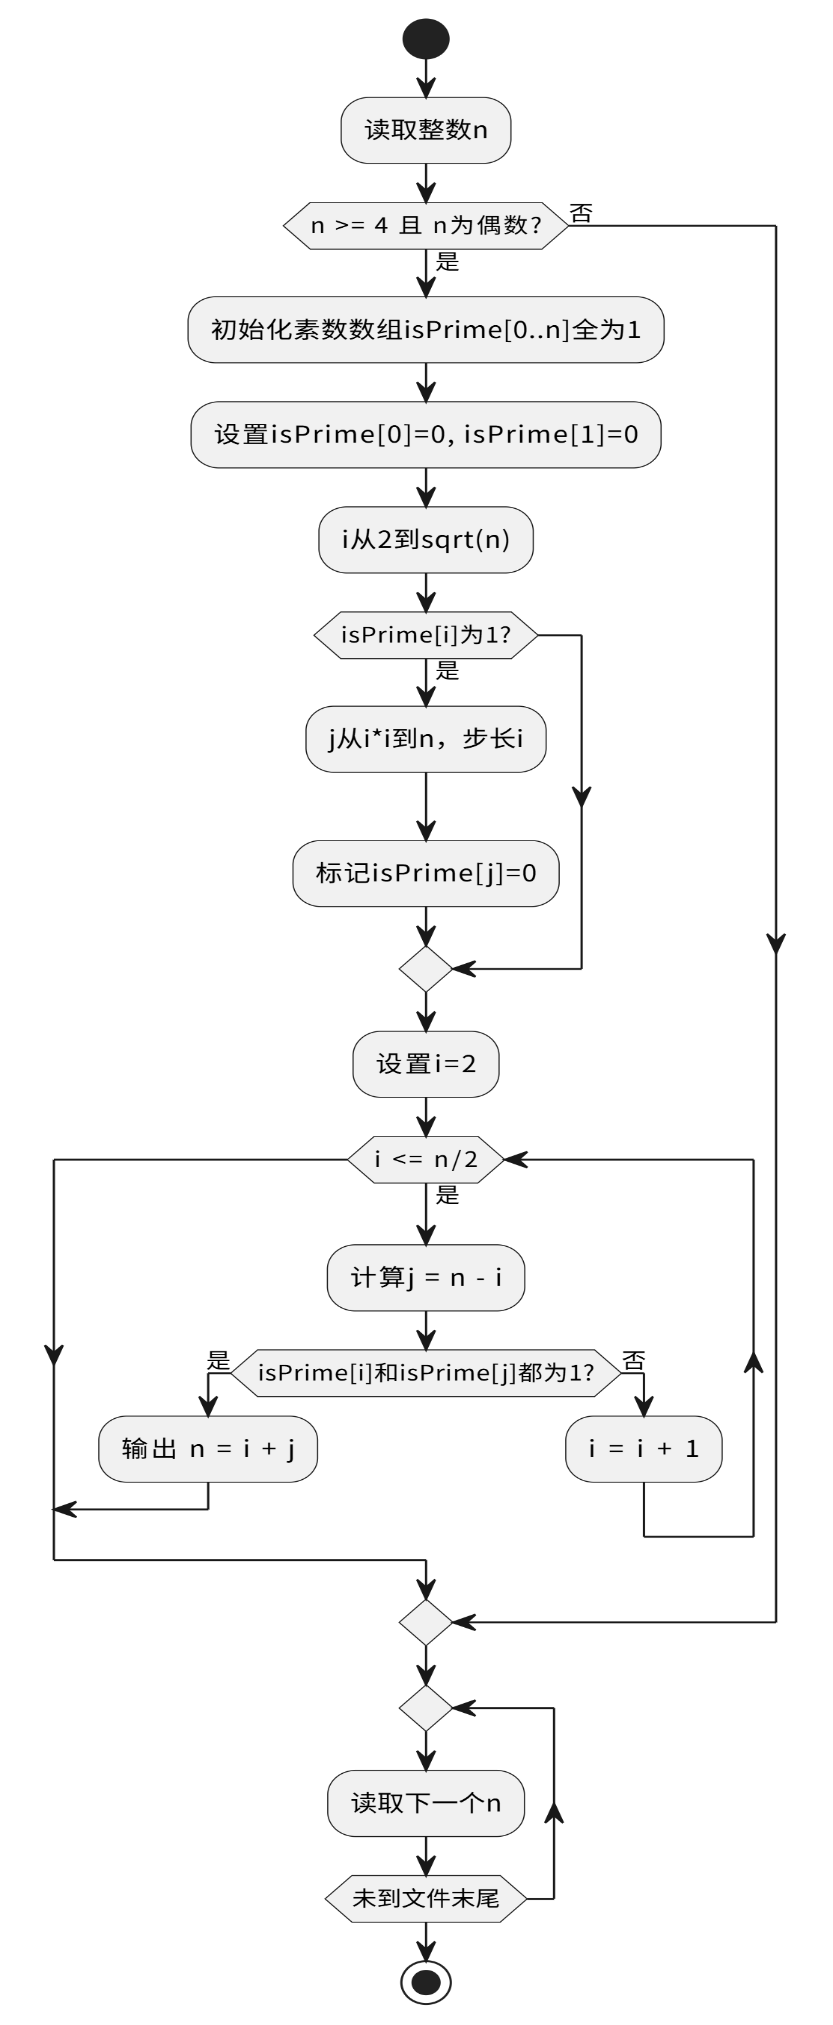 读取整数n
n >= 4 且 n为偶数?
否
是
初始化素数数组isPrime[0..n]全为1
设置isPrime[0]=0, isPrime[1]=0
i从2到sqrt(n)
isPrime[i]为1?
是
j从i*i到n，步长i
标记isPrime[j]=0
设置i=2
i <= n/2
是
计算j = n - i
是
isPrime[i]和isPrime[j]都为1?
否
输出 n = i + j
i = i + 1
读取下一个n
未到文件末尾